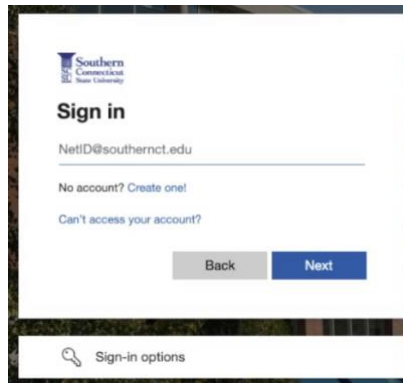 Southern
Connecticut
State University
Sign in
NetID@southernct.edu
No account? Create one!
Can't access your account?
Back Next
Sign-in options